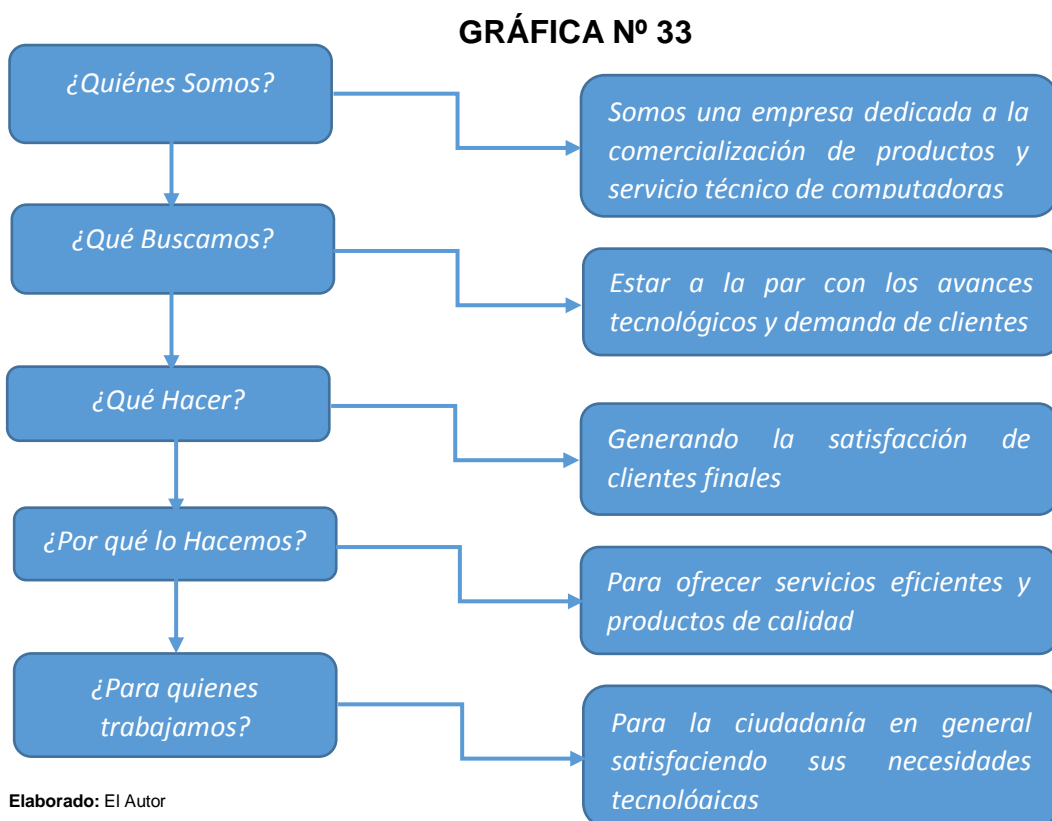 GRÁFICA Nº 33
¿Quiénes Somos?
Somos una empresa dedicada a la
comercialización de productos y
servicio técnico de computadoras
¿Qué Buscamos?
Estar a la par con los avances
tecnológicos y demanda de clientes
¿Qué Hacer?
Generando la satisfacción de
clientes finales
¿Por qué lo Hacemos?
Para ofrecer servicios eficientes y
productos de calidad
¿Para quienes
trabajamos?
Para la ciudadanía en general
satisfaciendo sus necesidades
tecnológicas
Elaborado: El Autor